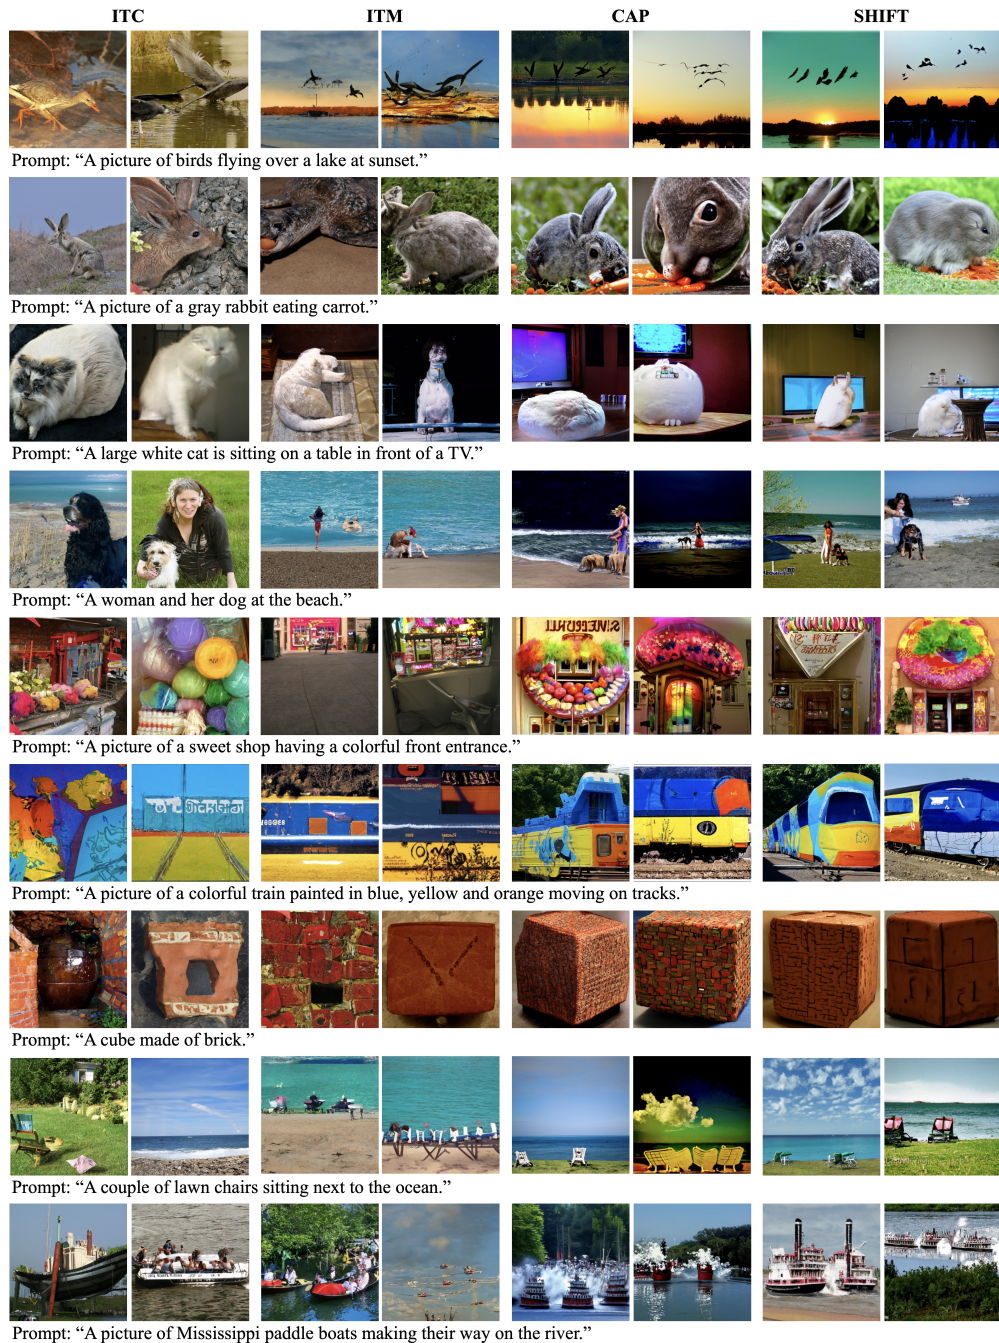 ITC ITM CAP SHIFT
Prompt: “A picture of birds flying over a lake at sunset.”
Prompt: “A picture of a gray rabbit eating carrot.”
Prompt: “A large white cat is sitting on a table in front of a TV.”
Prompt: “A woman and her dog at the beach.”
Prompt: “A picture of a sweet shop having a colorful front entrance.”
Prompt: “A picture of a colorful train painted in blue, yellow and orange moving on tracks.”
Prompt: “A cube made of brick.”
Prompt: “A couple of lawn chairs sitting next to the ocean.”
Prompt: “A picture of Mississippi paddle boats making their way on the river.”